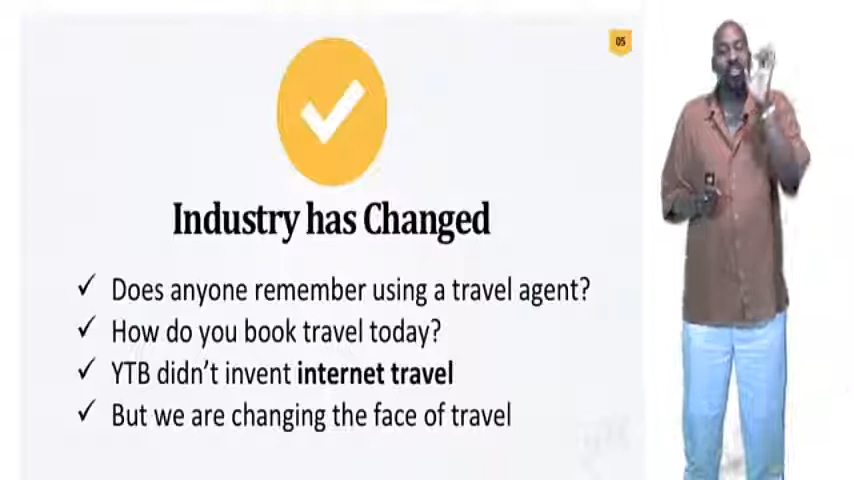 05
Industry has Changed
Does anyone remember using a travel agent?
How do you book travel today?
YTB didn't invent internet travel
But we are changing the face of travel